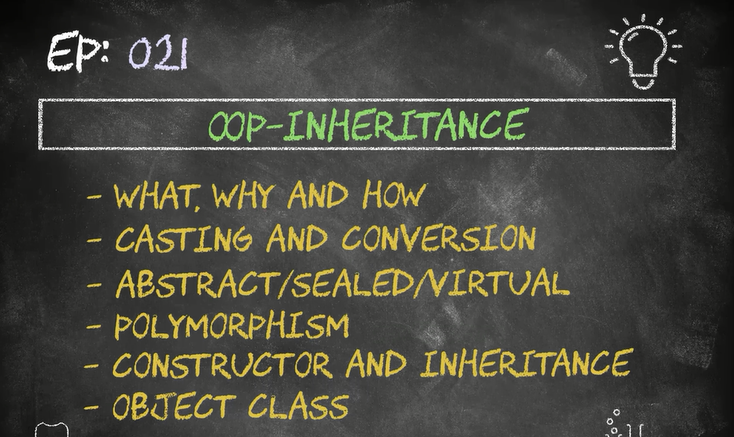 EP: 021
OOP-INHERITANCE
- WHAT, WHY AND HOW
- CASTING AND CONVERSION
- ABSTRACT/SEALED/VIRTUAL
- POLYMORPHISM
- CONSTRUCTOR AND INHERITANCE
- OBJECT CLASS